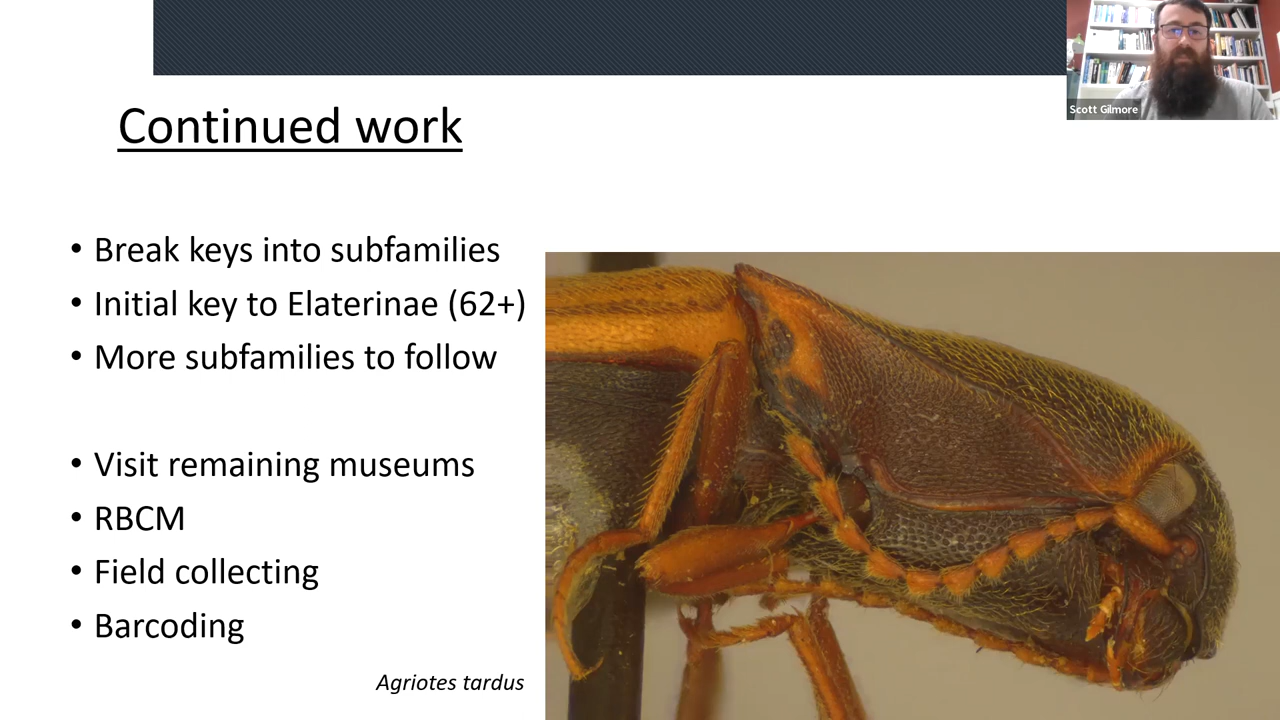 Scott Gilmore
Continued work
• Break keys into subfamilies
• Initial key to Elaterinae (62+)
• More subfamilies to follow
• Visit remaining museums
• RBCM
• Field collecting
• Barcoding
Agriotes tardus